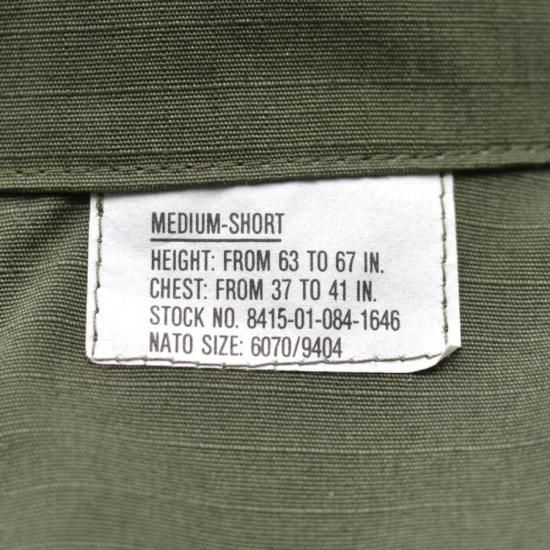 MEDIUM-SHORT
HEIGHT: FROM 63 TO 67 IN.
CHEST: FROM 37 TO 41 IN.
STOCK NO. 8415-01-084-1646
NATO SIZE: 6070/9404